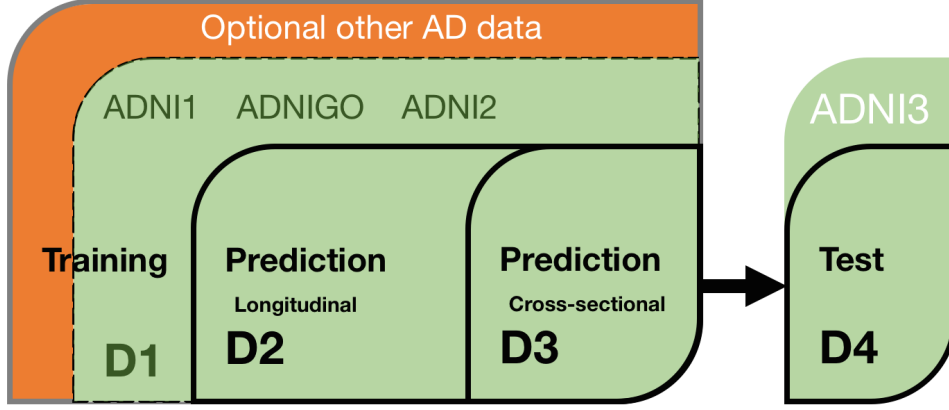 Optional other AD data
ADNI1 ADNIGO ADNI2
ADNI3
Training
Prediction
Longitudinal
Prediction
Cross-sectional
Test
D1
D2
D3
D4